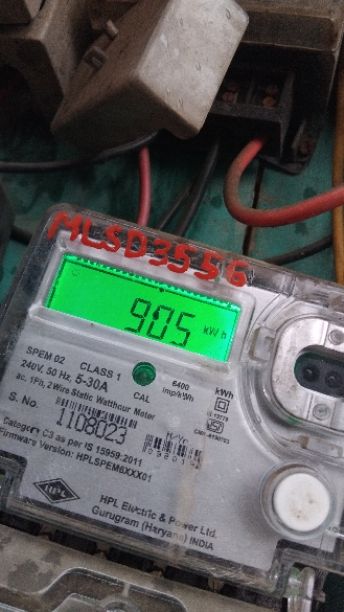 MLSD3556
905 kWh
SPEM 02 CLASS 1
240V, 50 Hz, 5-30A
ac, 1Ph, 2 Wire Static Watthour Meter
CAL
6400
imp/kWh
kWh
S. No. 1108023
Category C3 as per IS 15959-2011
Firmware Version: HPLSPEM8XXX01
HPL
HPL Electric & Power Ltd.
Gurugram (Haryana) INDIA